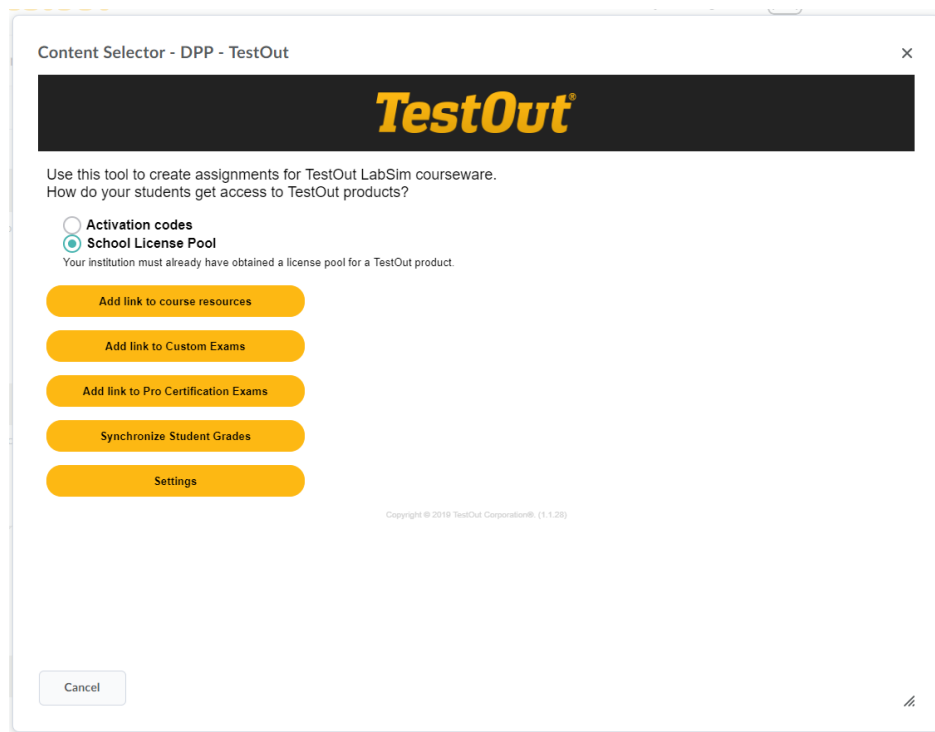 Content Selector - DPP - TestOut
×
TestOut®
Use this tool to create assignments for TestOut LabSim courseware.
How do your students get access to TestOut products?
Activation codes
School License Pool
Your institution must already have obtained a license pool for a TestOut product.
Add link to course resources
Add link to Custom Exams
Add link to Pro Certification Exams
Synchronize Student Grades
Settings
Copyright © 2019 TestOut Corporation®. (1.1.28)
Cancel